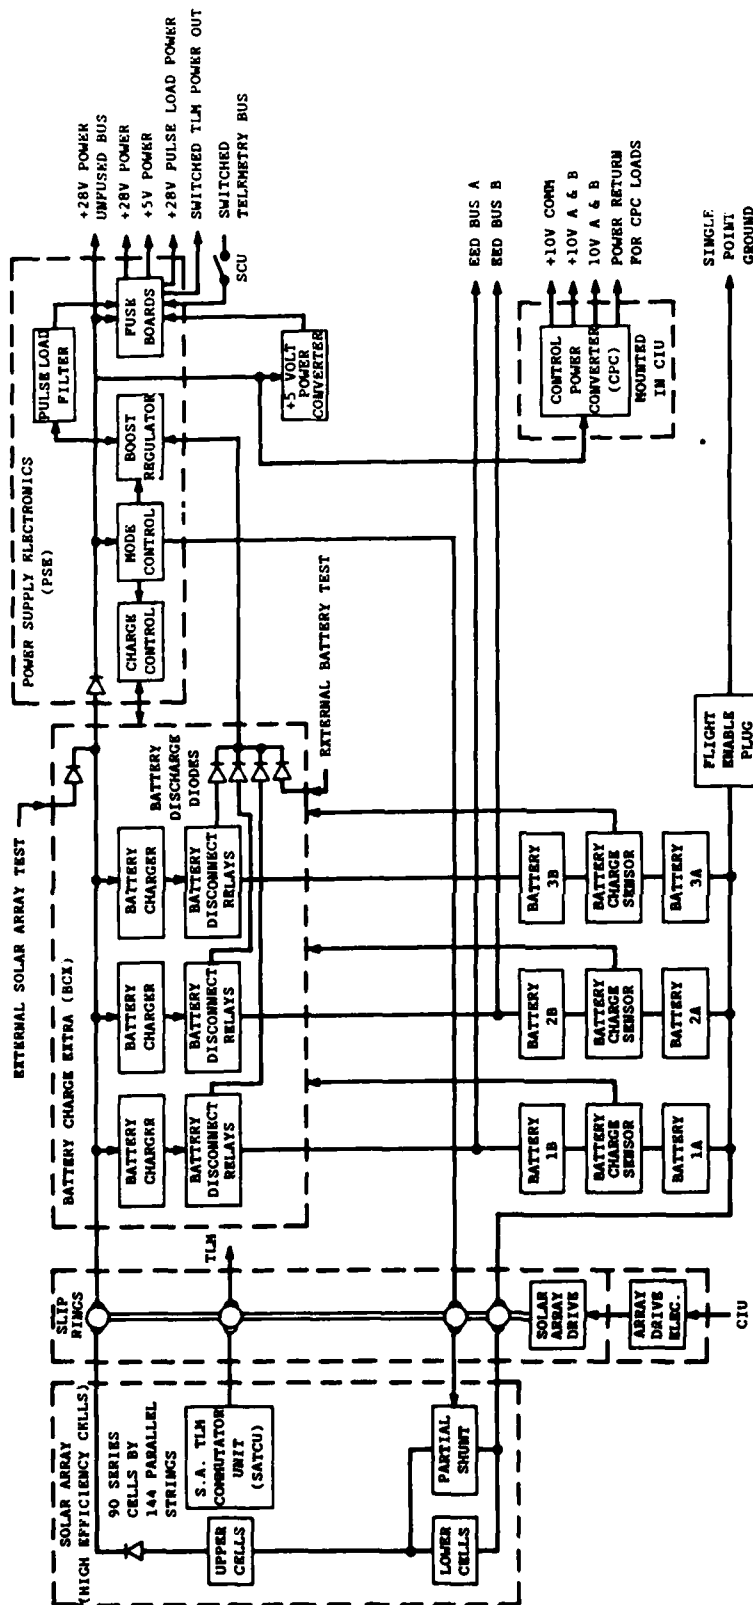 SOLAR ARRAY
(HIGH EFFICIENCY CELLS)
90 SERIES
CELLS BY
144 PARALLEL
STRINGS
S.A. TLM
COMMUTATOR
UNIT
(SATCU)
UPPER
CELLS
LOWER
CELLS
PARTIAL
SHUNT
SLIP
RINGS
TLM
SOLAR ARRAY
DRIVE
ARRAY
DRIVE
ELEC.
CIU
EXTERNAL SOLAR ARRAY TEST
BATTERY CHARGE EXTRA (BCX)
BATTERY
CHARGER
BATTERY
DISCONNECT
RELAYS
BATTERY
CHARGER
BATTERY
DISCONNECT
RELAYS
BATTERY
CHARGER
BATTERY
DISCONNECT
RELAYS
BATTERY
DISCHARGE
DIODES
EXTERNAL BATTERY TEST
BATTERY
1B
BATTERY
CHARGE
SENSOR
BATTERY
1A
BATTERY
2B
BATTERY
CHARGE
SENSOR
BATTERY
2A
BATTERY
3B
BATTERY
CHARGE
SENSOR
BATTERY
3A
FLIGHT
ENABLE
PLUG
POWER SUPPLY ELECTRONICS
(PSE)
CHARGE
CONTROL
MODE
CONTROL
BOOST
REGULATOR
PULSE LOAD
FILTER
FUSE
BOARDS
+5 VOLT
POWER
CONVERTER
SCU
+28V POWER
UNFUSED BUS
+28V POWER
+5V POWER
+28V PULSE LOAD POWER
SWITCHED TLM POWER OUT
SWITCHED
TELEMETRY BUS
EED BUS A
EED BUS B
CONTROL
POWER
CONVERTER
(CPC)
MOUNTED
IN CIU
+10V COMM
+10V A & B
10V A & B
POWER RETURN
FOR CPC LOADS
SINGLE
POINT
GROUND